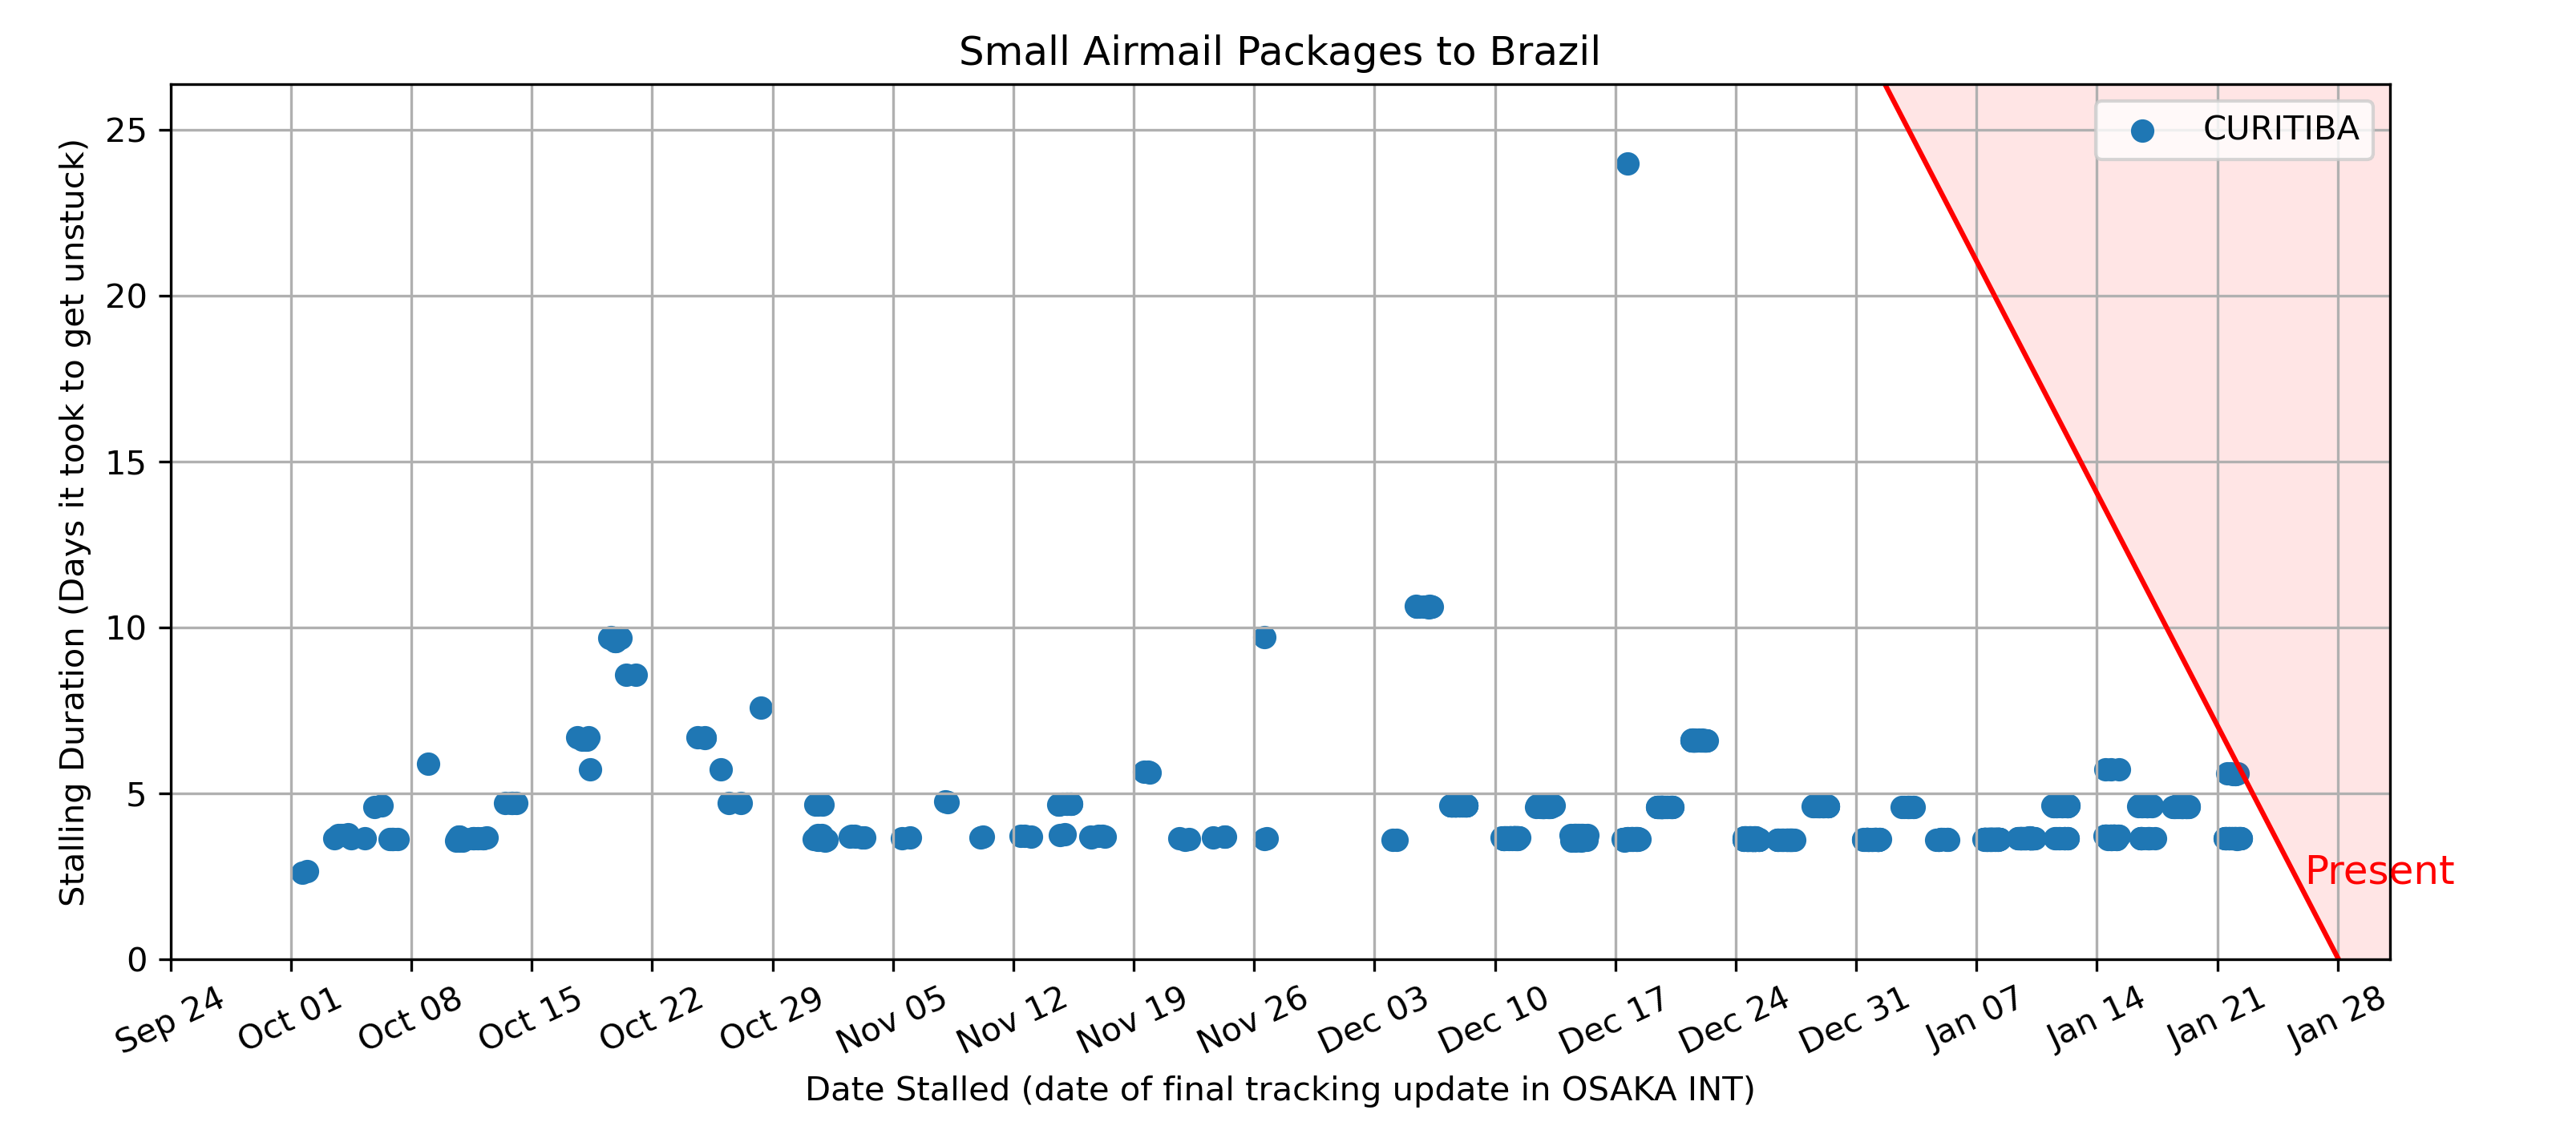 Small Airmail Packages to Brazil
CURITIBA
Stalling Duration (Days it took to get unstuck)
25
20
15
10
5
0
Present
Sep 24
Oct 01
Oct 08
Oct 15
Oct 22
Oct 29
Nov 05
Nov 12
Nov 19
Nov 26
Dec 03
Dec 10
Dec 17
Dec 24
Dec 31
Jan 07
Jan 14
Jan 21
Jan 28
Date Stalled (date of final tracking update in OSAKA INT)